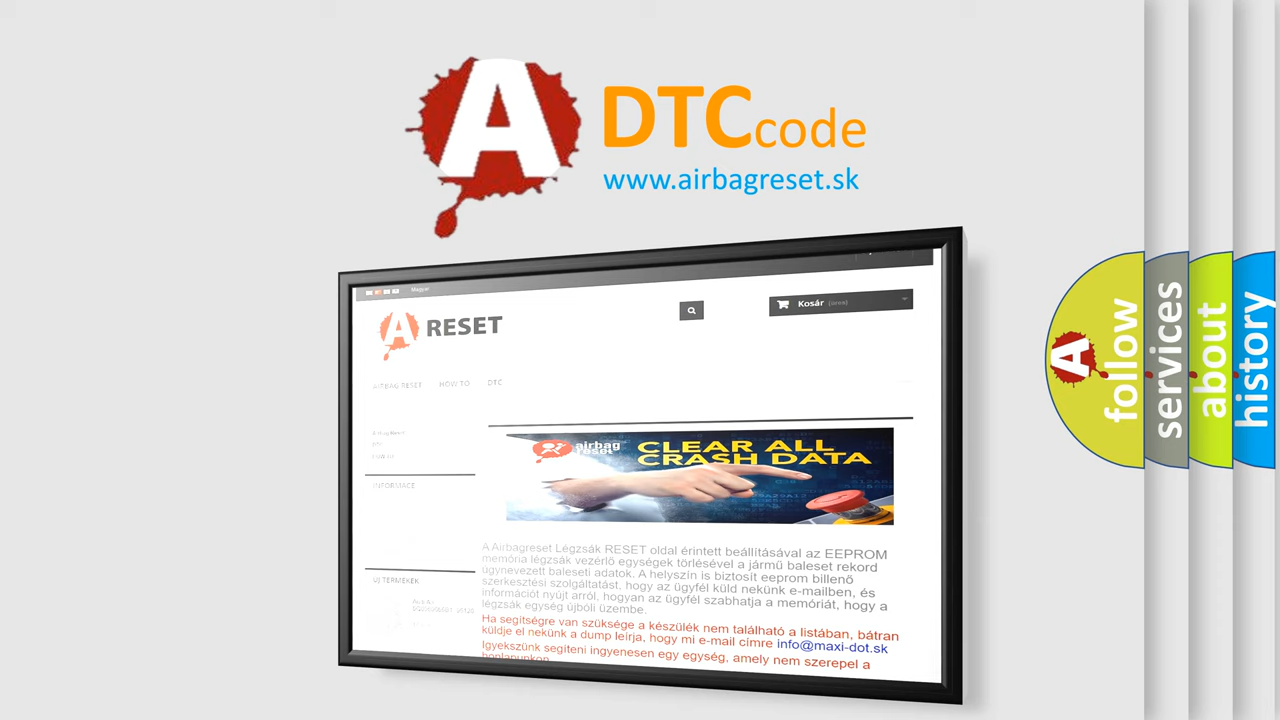 A DTC code
www.airbagreset.sk
Magyar
A RESET
Kosár (üres)
AIRBAG RESET HOW TO DTC
INFORMACE
airbag
reset
CLEAR ALL
CRASH DATA
A Airbagreset Légzsák RESET oldal érintett beállításával az EEPROM
memória légzsák vezérlő egységek törlésével a jármű baleset rekord
úgynevezett baleseti adatok. A helyszín is biztosít eeprom billenő
szerkesztési szolgáltatást, hogy az ügyfél küld nekünk e-mailben, és
információt nyújt arról, hogyan az ügyfél szabhatja a memóriát, hogy a
légzsák egység újbóli üzembe.
Ha segítségre van szüksége a készülék nem található a listában, bátran
küldje el nekünk a dump leírja, hogy mi e-mail címre info@maxi-dot.sk
Igyekszünk segíteni ingyenesen egy egység, amely nem szerepel a
honlapunkon
ÚJ TERMÉKEK
A follow
services
about
history